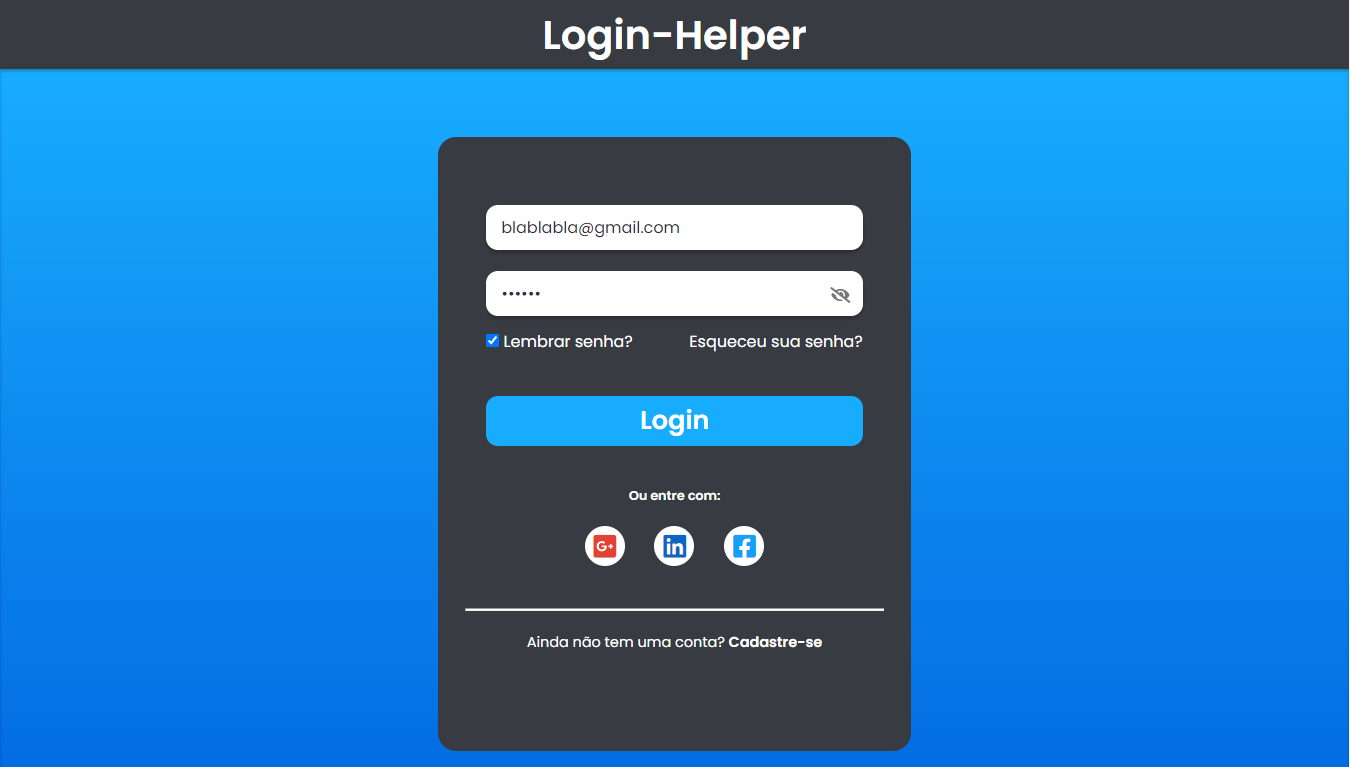 Login-Helper
blablabla@gmail.com
••••••
Lembrar senha? Esqueceu sua senha?
Login
Ou entre com:
G+ in f
Ainda não tem uma conta? Cadastre-se